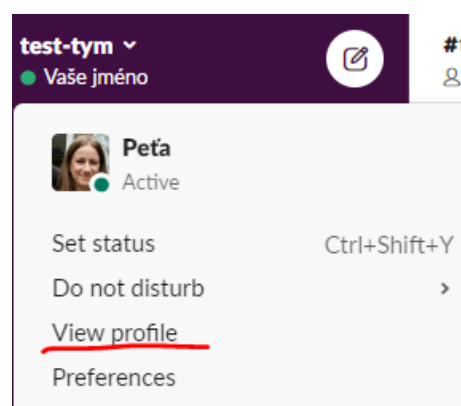 test-tym
Vaše jméno
Peťa
Active
Set status Ctrl+Shift+Y
Do not disturb
View profile
Preferences